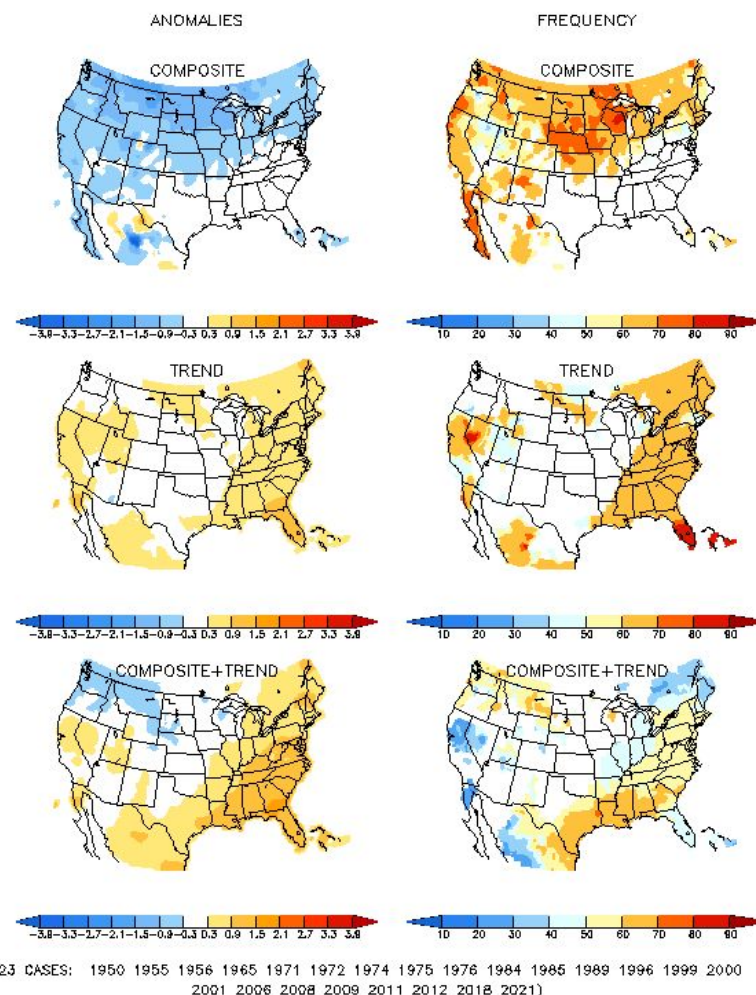 ANOMALIES FREQUENCY
COMPOSITE COMPOSITE
-3.9 -3.3 -2.7 -2.1 -1.5 -0.9 -0.3 0.3 0.9 1.5 2.1 2.7 3.3 3.9 10 20 30 40 50 60 70 80 90
TREND TREND
-3.9 -3.3 -2.7 -2.1 -1.5 -0.9 -0.3 0.3 0.9 1.5 2.1 2.7 3.3 3.9 10 20 30 40 50 60 70 80 90
COMPOSITE+TREND COMPOSITE+TREND
-3.9 -3.3 -2.7 -2.1 -1.5 -0.9 -0.3 0.3 0.9 1.5 2.1 2.7 3.3 3.9 10 20 30 40 50 60 70 80 90
23 CASES: 1950 1955 1956 1965 1971 1972 1974 1975 1976 1984 1985 1989 1996 1999 2000
2001 2006 2008 2009 2011 2012 2018 2021)